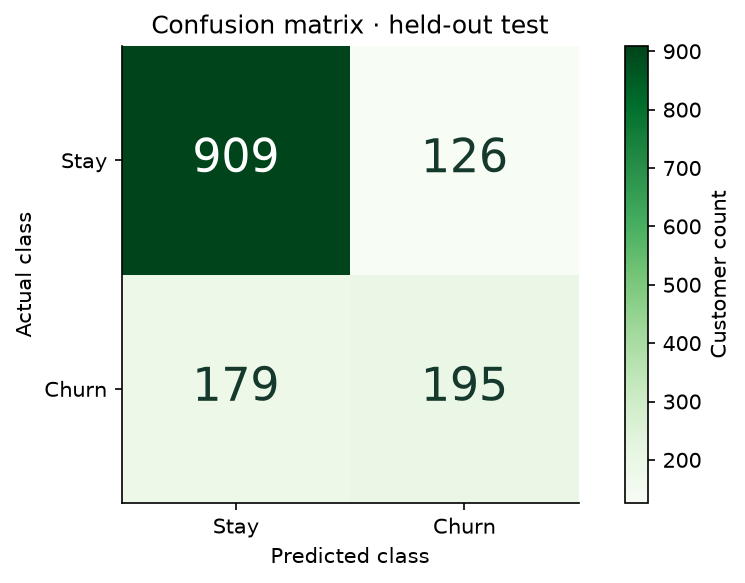 Confusion matrix · held-out test
Actual class
Stay
909
126
Churn
179
195
Stay
Churn
Predicted class
900
800
700
600
500
400
300
200
Customer count